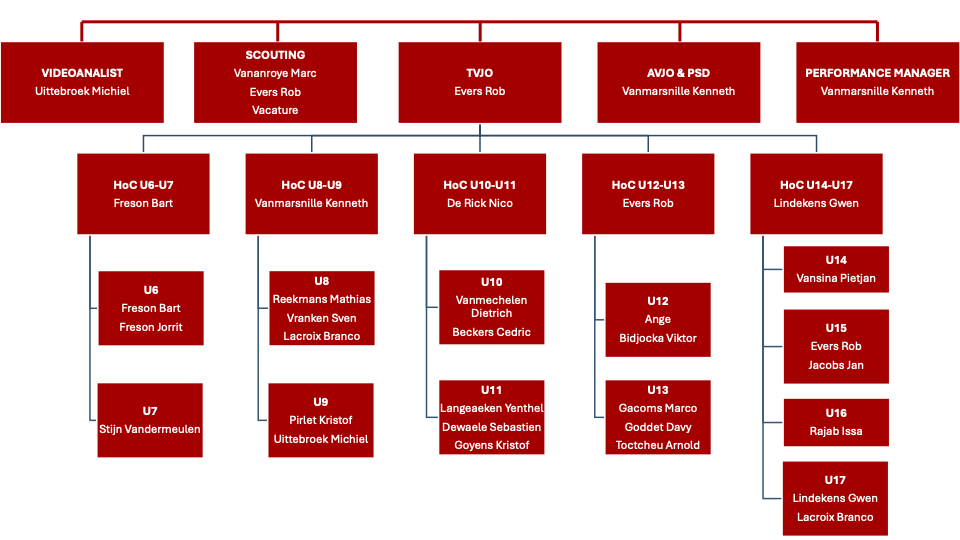 VIDEOANALIST
Uittebroek Michiel
SCOUTING
Vananroye Marc
Evers Rob
Vacature
TVJO
Evers Rob
AVJO & PSD
Vanmarsnille Kenneth
PERFORMANCE MANAGER
Vanmarsnille Kenneth
HoC U6-U7
Freson Bart
HoC U8-U9
Vanmarsnille Kenneth
HoC U10-U11
De Rick Nico
HoC U12-U13
Evers Rob
HoC U14-U17
Lindekens Gwen
U6
Freson Bart
Freson Jorrit
U7
Stijn Vandermeulen
U8
Reekmans Mathias
Vranken Sven
Lacroix Branco
U9
Pirlet Kristof
Uittebroek Michiel
U10
Vanmechelen
Dietrich
Beckers Cedric
U11
Langeaeken Yenthel
Dewaele Sebastien
Goyens Kristof
U12
Ange
Bidjocka Viktor
U13
Gacoms Marco
Goddet Davy
Toctcheu Arnold
U14
Vansina Pietjan
U15
Evers Rob
Jacobs Jan
U16
Rajab Issa
U17
Lindekens Gwen
Lacroix Branco